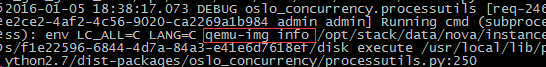 2016-01-05 18:38:17.073 DEBUG oslo_concurrency.processutils [req-246
e2ce2-4af2-4c56-9020-ca2269a1b984 admin admin] Running cmd (subproce
ss): env LC_ALL=C LANG=C qemu-img info /opt/stack/data/nova/instance
s/f1e22596-6844-4d7a-84a3-e41e6d7618ef/disk execute /usr/local/lib/p
ython2.7/dist-packages/oslo_concurrency/processutils.py:250